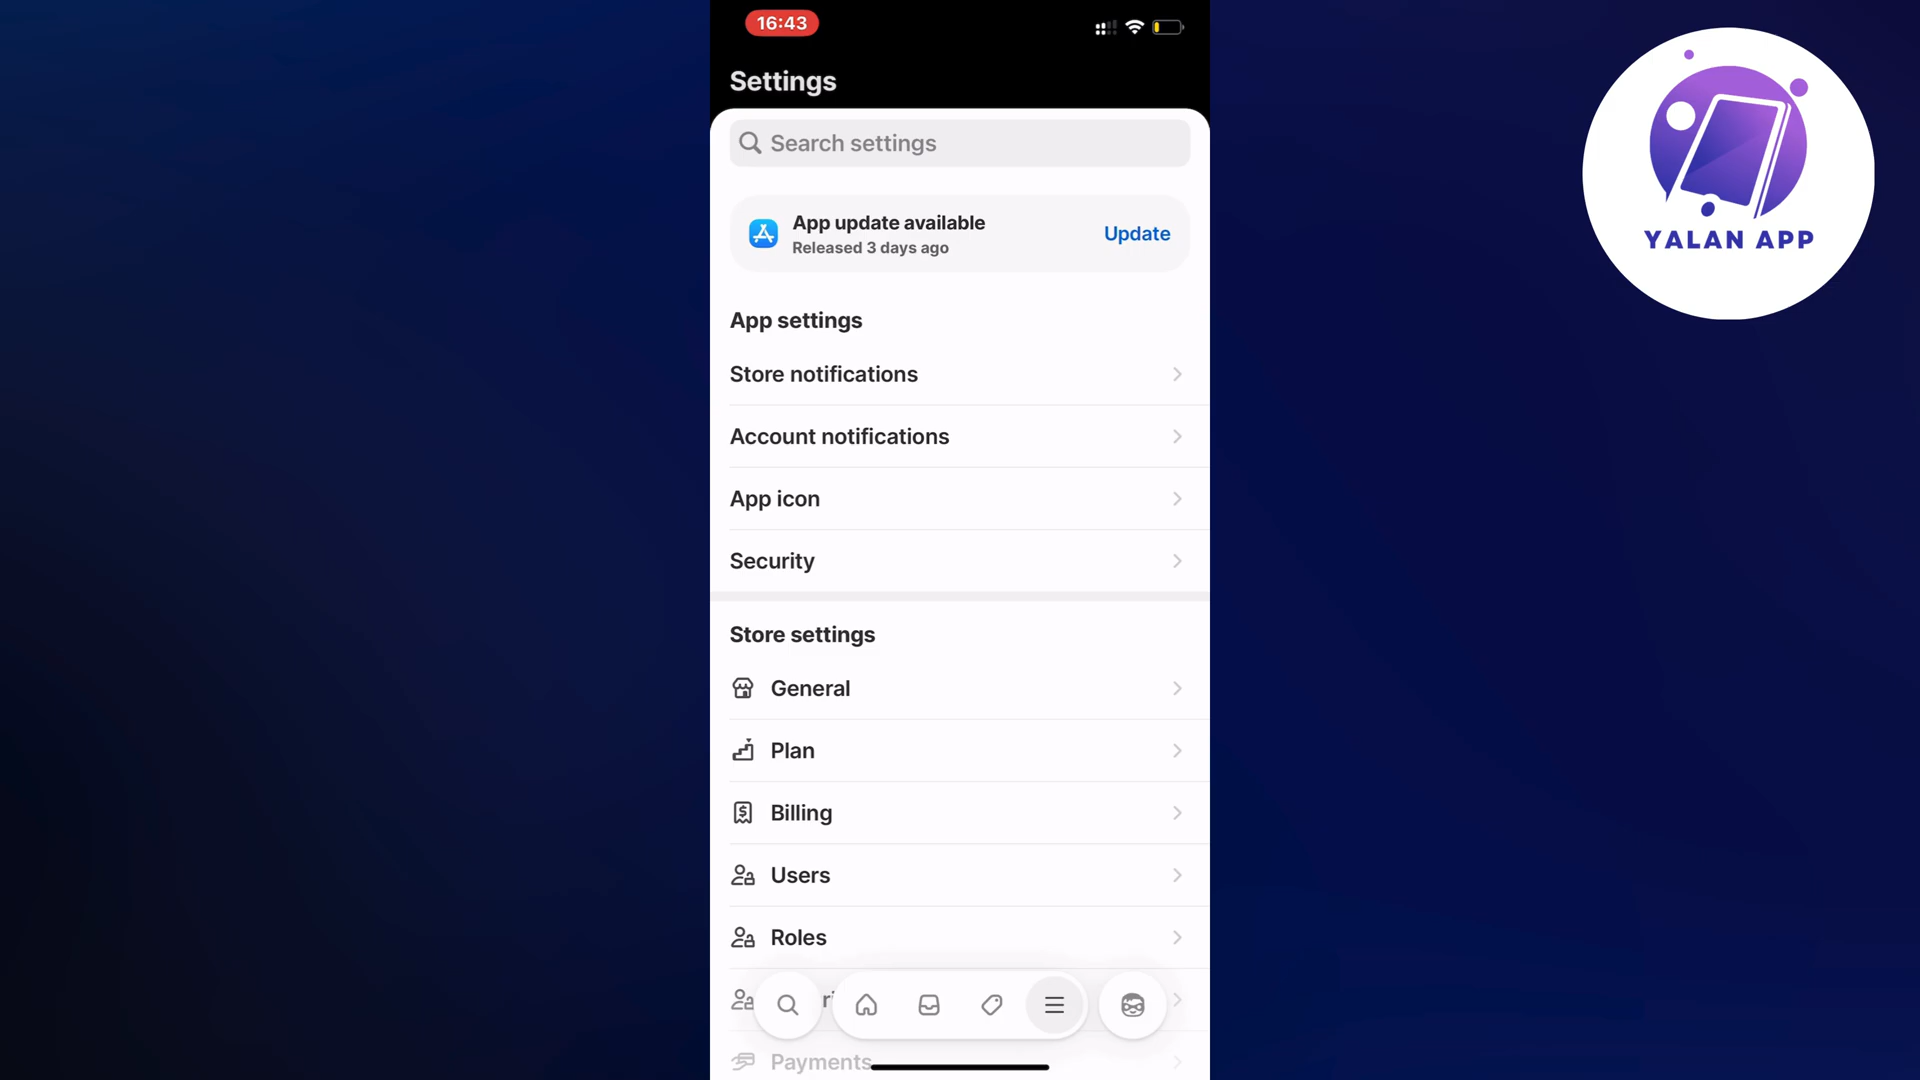 16:43
Settings
Search settings
App update available
Released 3 days ago
Update
App settings
Store notifications
Account notifications
App icon
Security
Store settings
General
Plan
Billing
Users
Roles
Payments
YALAN APP